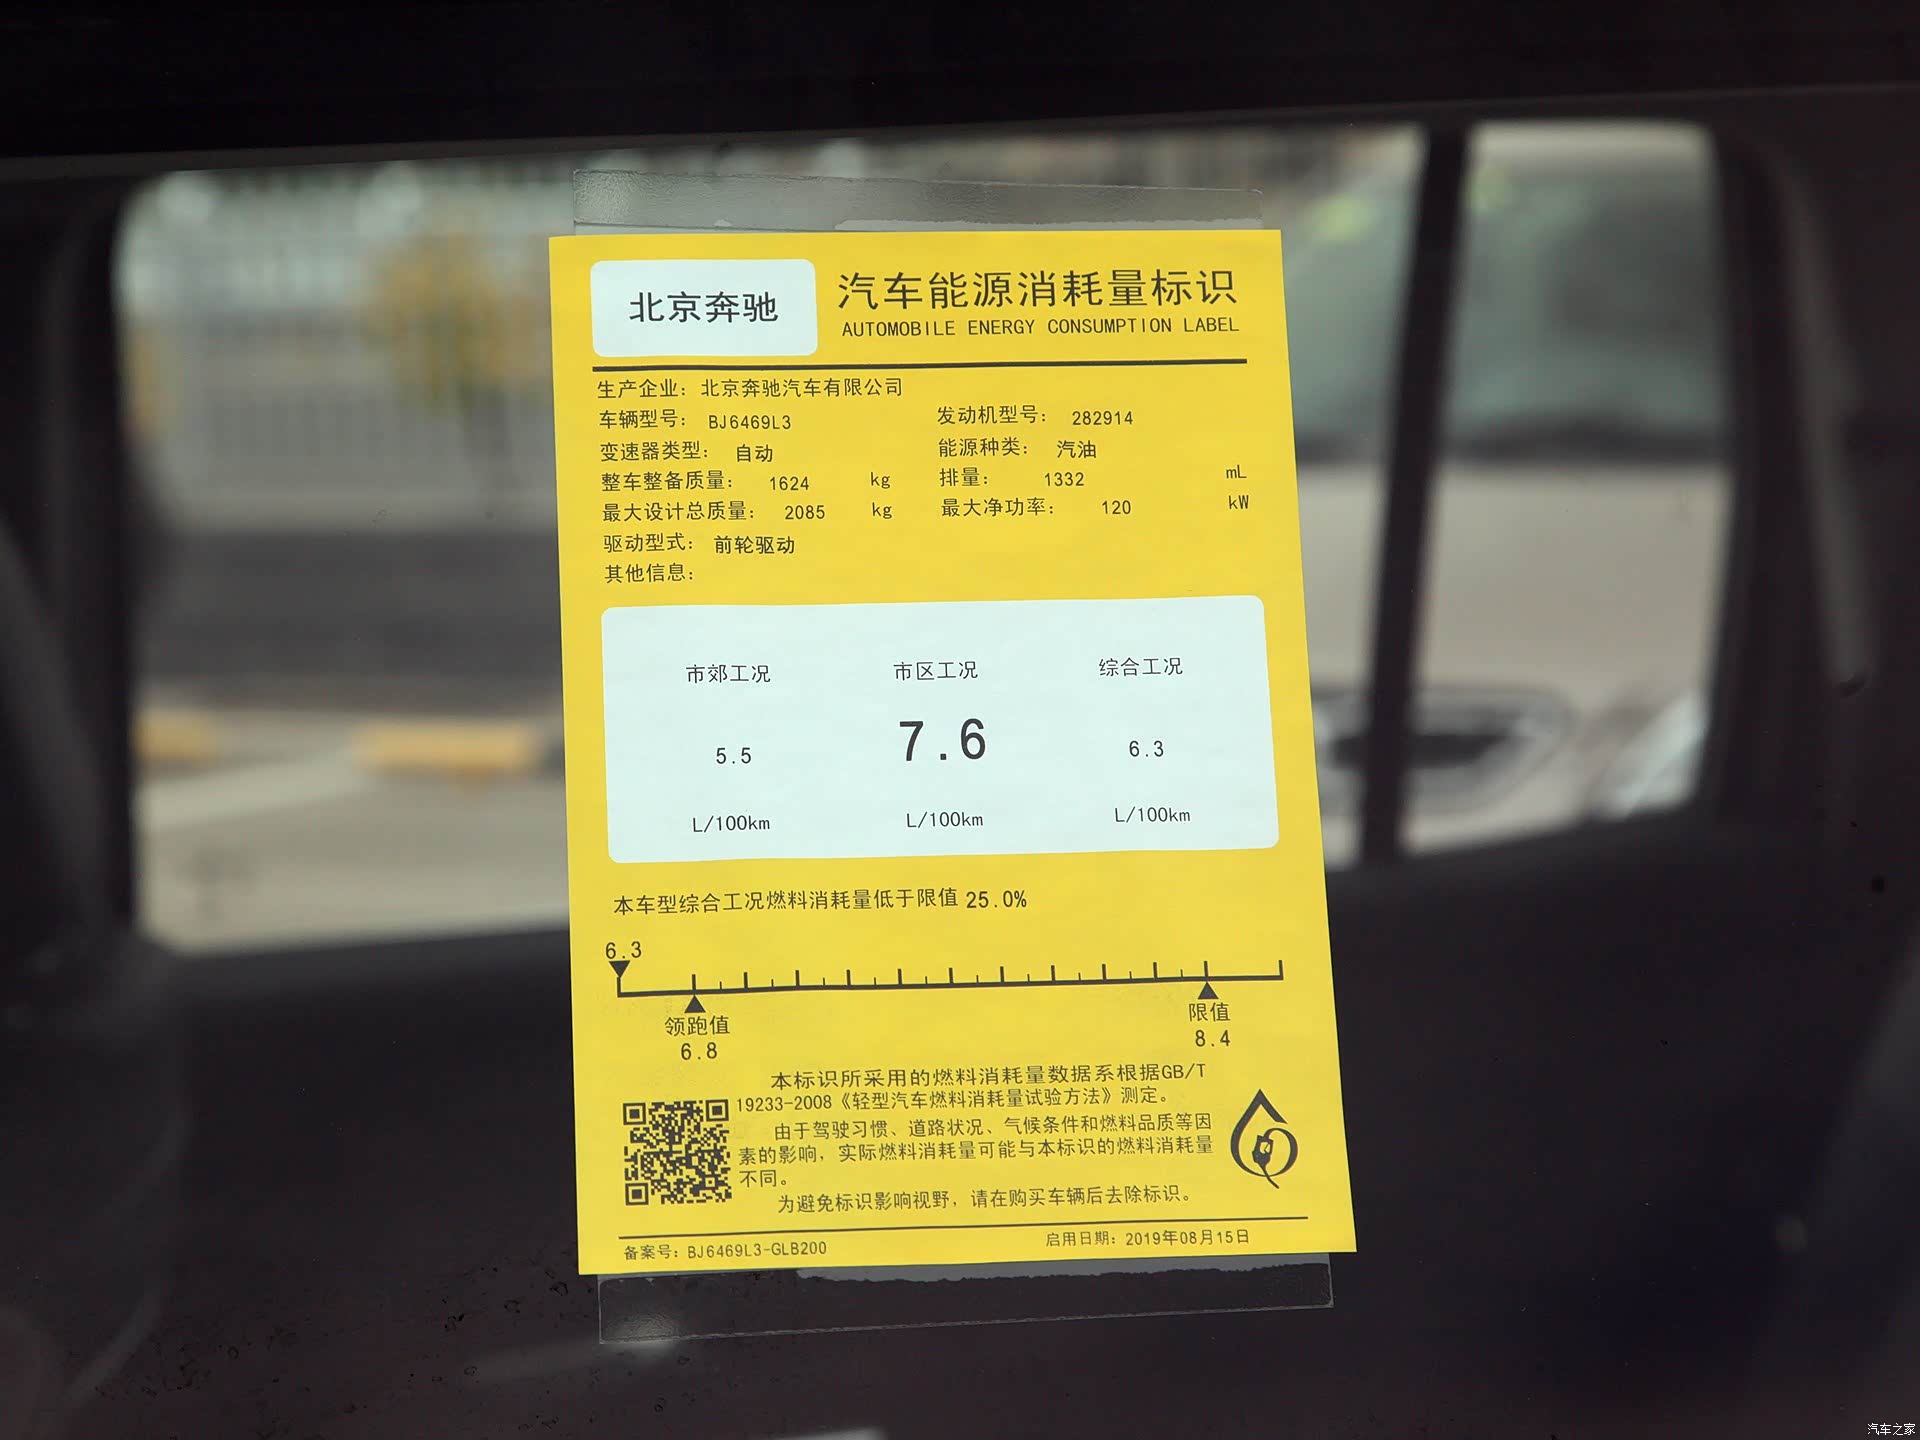 北京奔驰
汽车能源消耗量标识
AUTOMOBILE ENERGY CONSUMPTION LABEL
生产企业: 北京奔驰汽车有限公司
车辆型号: BJ6469L3 发动机型号: 282914
变速器类型: 自动 能源种类: 汽油
整车整备质量: 1624 kg 排量: 1332 mL
最大设计总质量: 2085 kg 最大净功率: 120 kW
驱动型式: 前轮驱动
其他信息:
市郊工况 市区工况 综合工况
5.5 7.6 6.3
L/100km L/100km L/100km
本车型综合工况燃料消耗量低于限值 25.0%
6.3
领跑值 限值
6.8 8.4
本标识所采用的燃料消耗量数据系根据GB/T
19233-2008《轻型汽车燃料消耗量试验方法》测定。
由于驾驶习惯、道路状况、气候条件和燃料品质等因
素的影响，实际燃料消耗量可能与本标识的燃料消耗量
不同。
为避免标识影响视野，请在购买车辆后去除标识。
备案号: BJ6469L3-GLB200 启用日期: 2019年08月15日
汽车之家